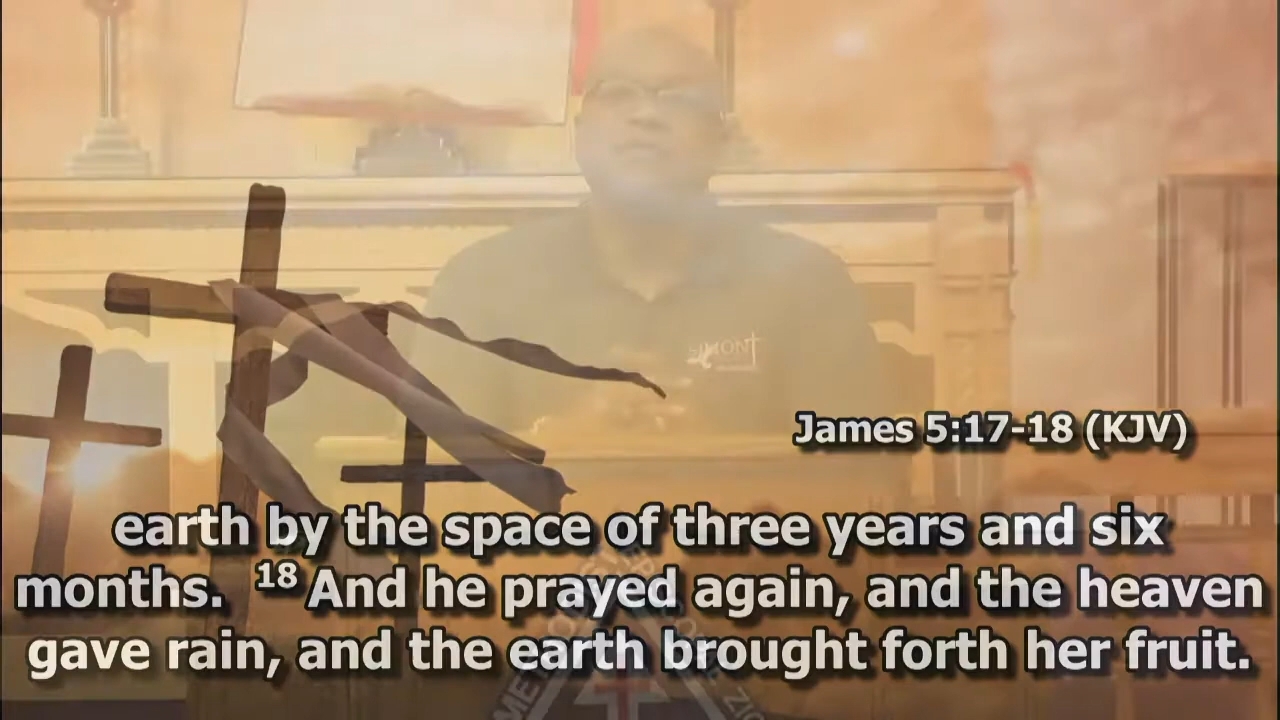 James 5:17-18 (KJV)
earth by the space of three years and six
months. 18 And he prayed again, and the heaven
gave rain, and the earth brought forth her fruit.